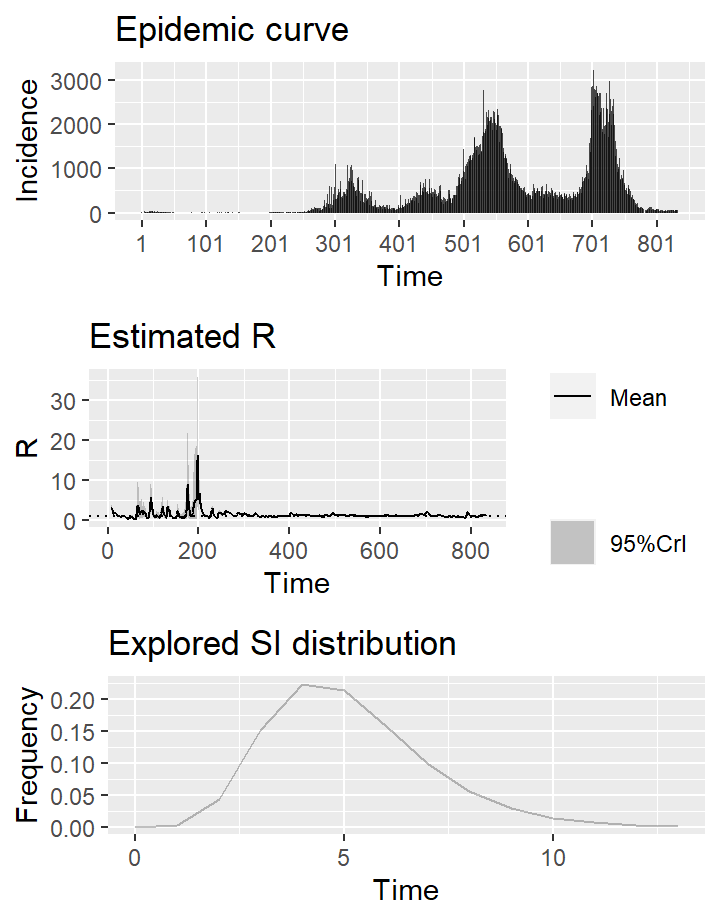 Epidemic curve
Incidence
3000
2000
1000
0
1 101 201 301 401 501 601 701 801
Time
Estimated R
R
30
20
10
0
0 200 400 600 800
Time
Mean
95%CrI
Explored SI distribution
Frequency
0.20
0.15
0.10
0.05
0.00
0 5 10
Time